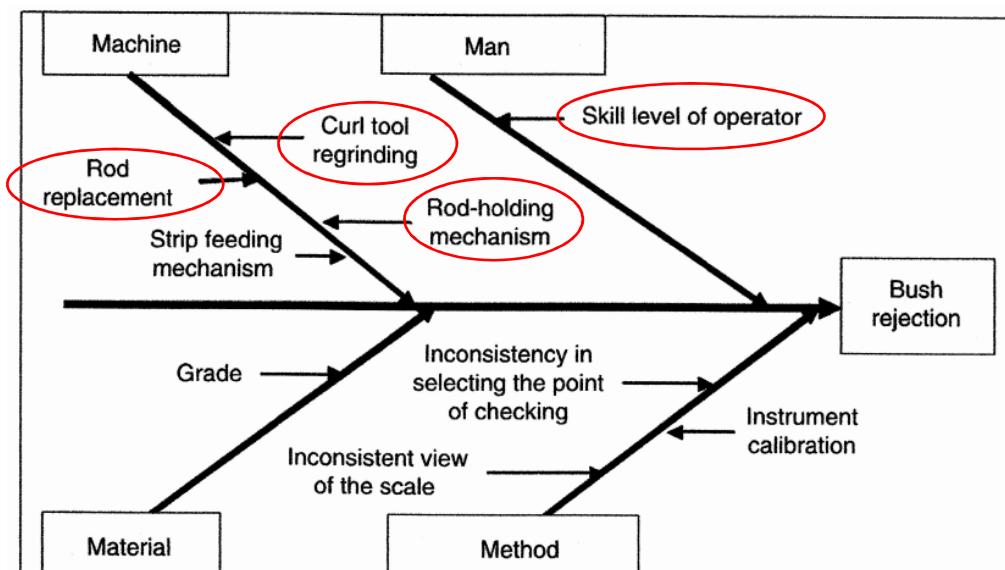 Machine
Man
Curl tool
regrinding
Skill level of operator
Rod
replacement
Rod-holding
mechanism
Strip feeding
mechanism
Bush
rejection
Grade
Inconsistency in
selecting the point
of checking
Instrument
calibration
Inconsistent view
of the scale
Material
Method